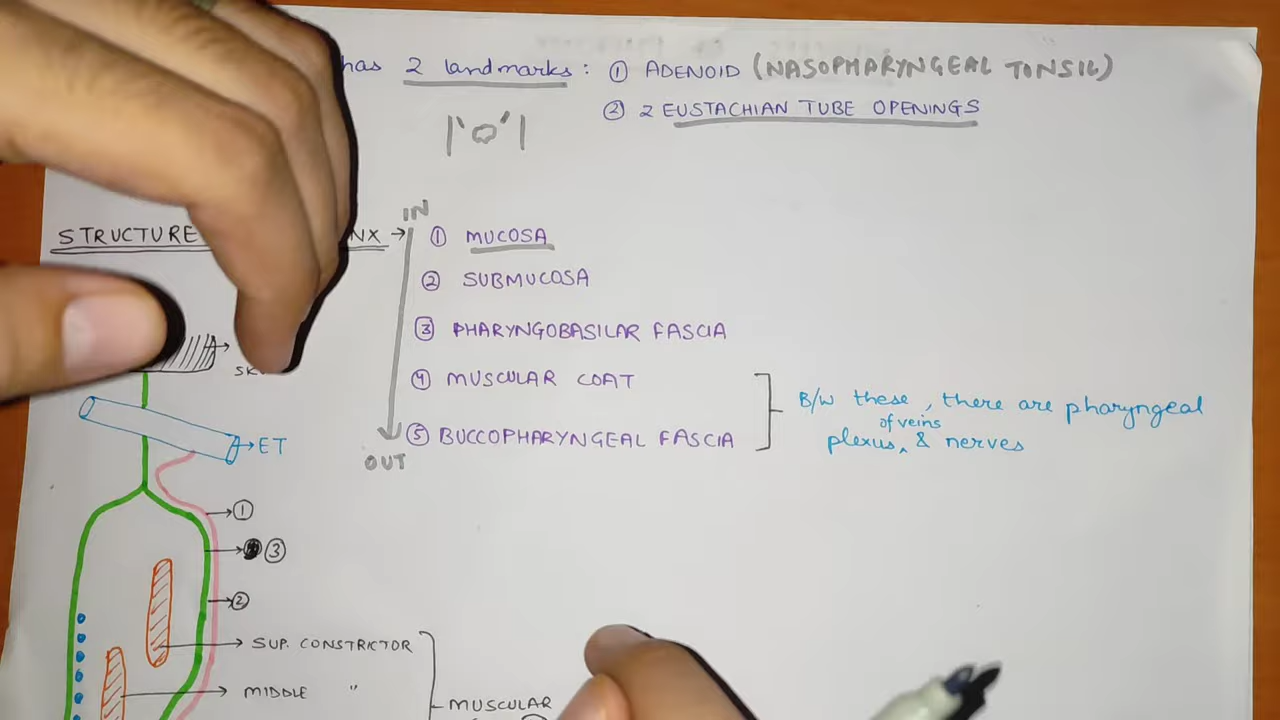 has 2 landmarks: ① ADENOID (NASOPHARYNGEAL TONSIL)
② 2 EUSTACHIAN TUBE OPENINGS
IN
STRUCTURE NX → ① MUCOSA
② SUBMUCOSA
③ PHARYNGOBASILAR FASCIA
④ MUSCULAR COAT
⑤ BUCCOPHARYNGEAL FASCIA
OUT
B/w these, there are pharyngeal
of veins
plexus, & nerves
SK
→ ET
→ ①
→ ③
→ ②
→ SUP. CONSTRICTOR
→ MIDDLE "
MUSCULAR